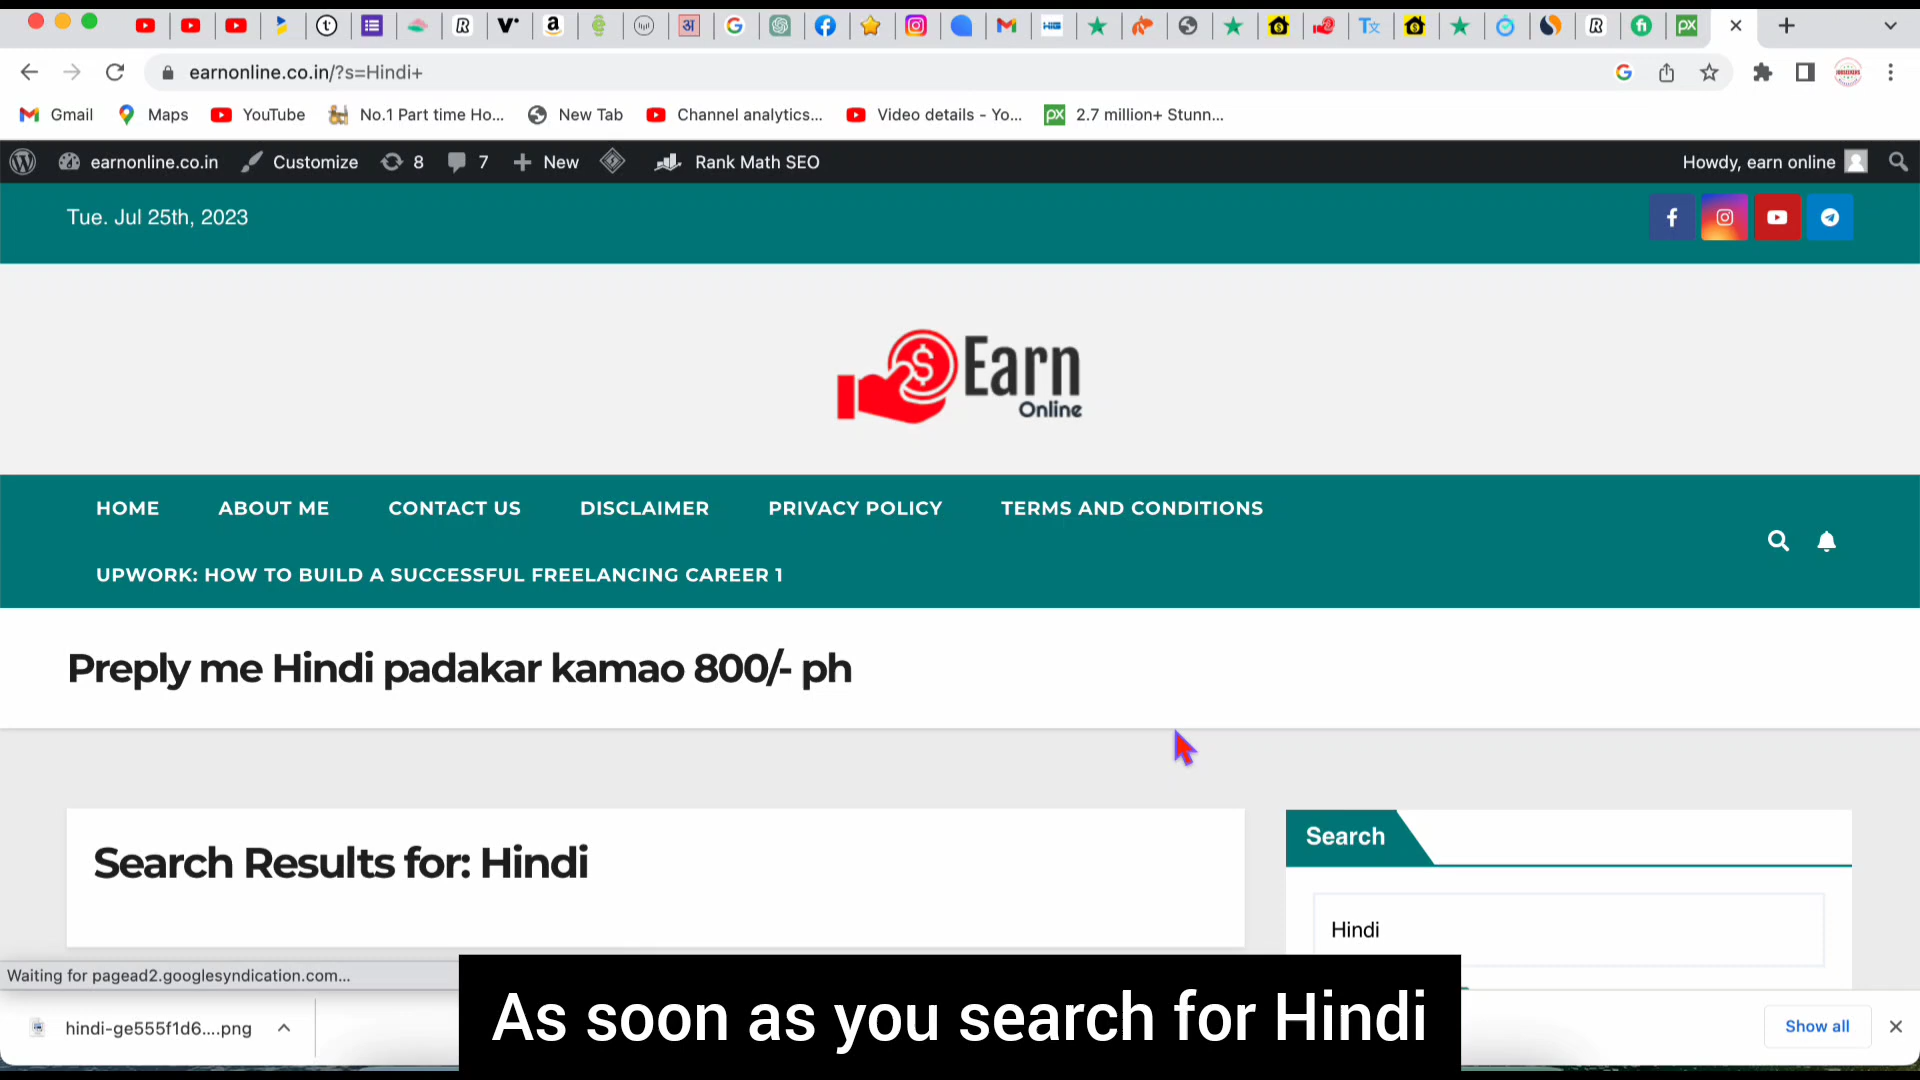 earnonline.co.in/?s=Hindi+
Gmail
Maps
YouTube
No.1 Part time Ho...
New Tab
Channel analytics...
Video details - Yo...
2.7 million+ Stunn...
earnonline.co.in
Customize
8
7
New
Rank Math SEO
Howdy, earn online
Tue. Jul 25th, 2023
Earn
Online
HOME
ABOUT ME
CONTACT US
DISCLAIMER
PRIVACY POLICY
TERMS AND CONDITIONS
UPWORK: HOW TO BUILD A SUCCESSFUL FREELANCING CAREER 1
Preply me Hindi padakar kamao 800/- ph
Search Results for: Hindi
Search
Hindi
Waiting for pagead2.googlesyndication.com...
hindi-ge555f1d6....png
As soon as you search for Hindi
Show all